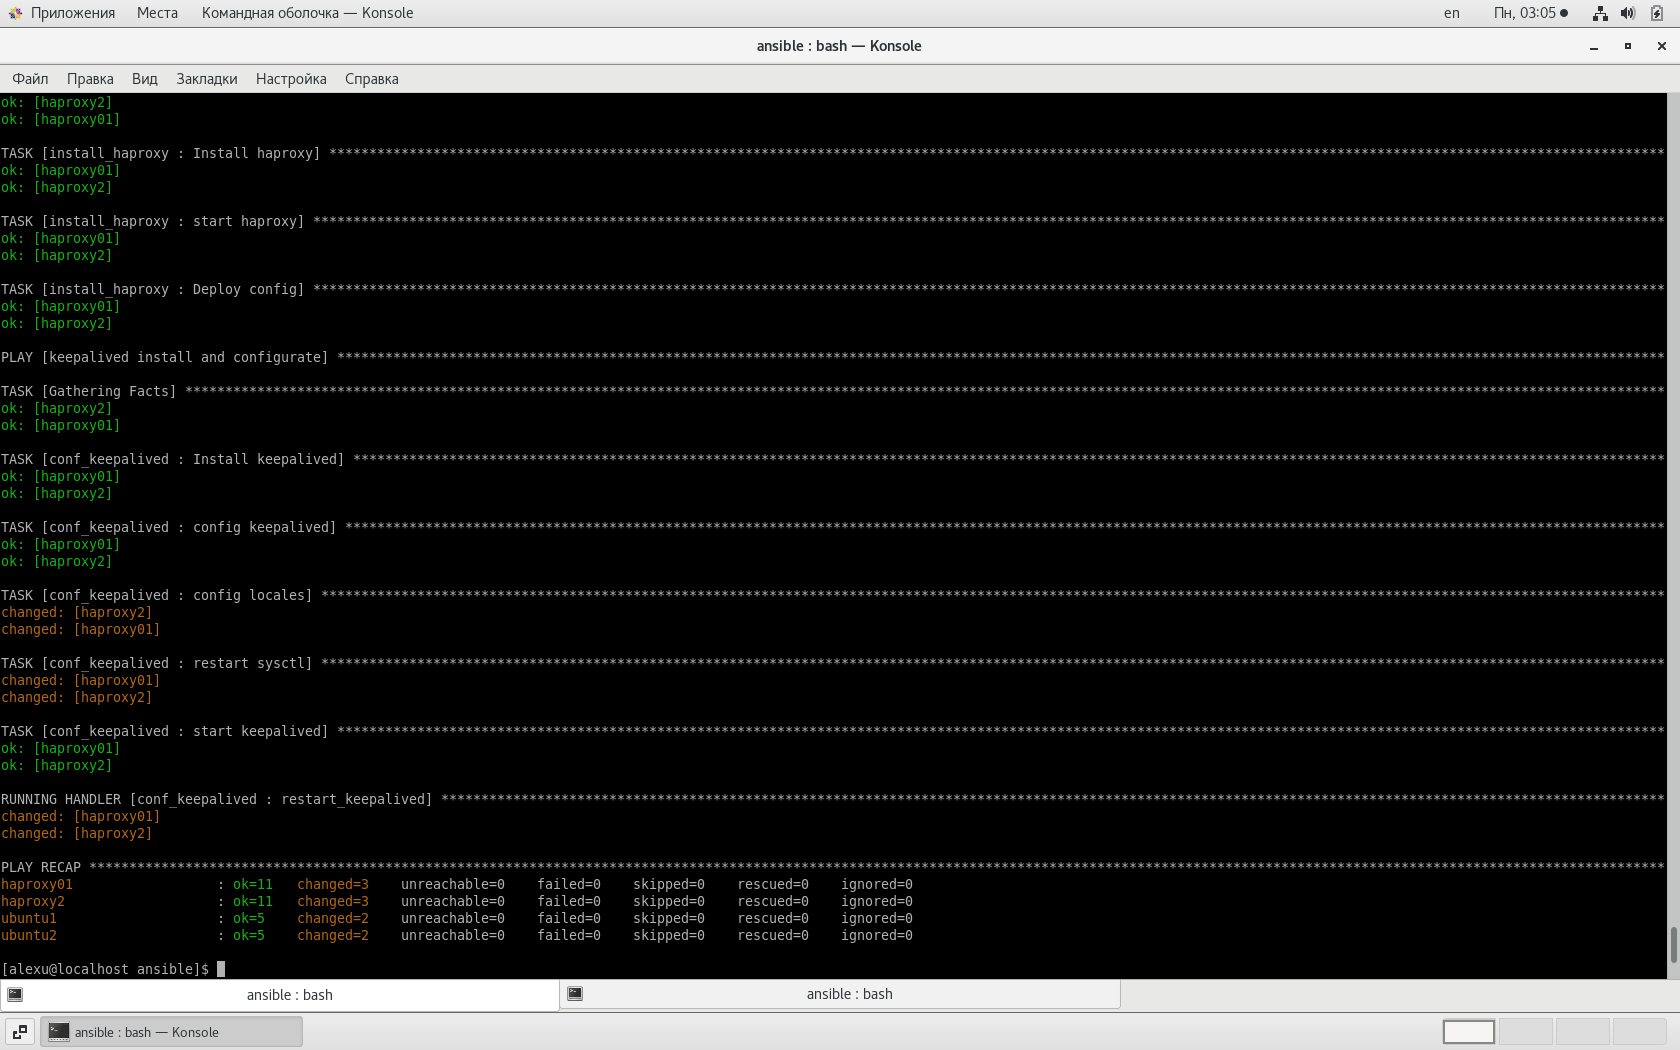 Приложения Места Командная оболочка — Konsole en Пн, 03:05
ansible : bash — Konsole
Файл Правка Вид Закладки Настройка Справка
ok: [haproxy2]
ok: [haproxy01]
TASK [install_haproxy : Install haproxy] ***********************************************************************************************************************************************************************
ok: [haproxy01]
ok: [haproxy2]
TASK [install_haproxy : start haproxy] *************************************************************************************************************************************************************************
ok: [haproxy01]
ok: [haproxy2]
TASK [install_haproxy : Deploy config] *************************************************************************************************************************************************************************
ok: [haproxy01]
ok: [haproxy2]
PLAY [keepalived install and configurate] **********************************************************************************************************************************************************************
TASK [Gathering Facts] *****************************************************************************************************************************************************************************************
ok: [haproxy2]
ok: [haproxy01]
TASK [conf_keepalived : Install keepalived] ********************************************************************************************************************************************************************
ok: [haproxy01]
ok: [haproxy2]
TASK [conf_keepalived : config keepalived] *********************************************************************************************************************************************************************
ok: [haproxy01]
ok: [haproxy2]
TASK [conf_keepalived : config locales] ************************************************************************************************************************************************************************
changed: [haproxy2]
changed: [haproxy01]
TASK [conf_keepalived : restart sysctl] ************************************************************************************************************************************************************************
changed: [haproxy01]
changed: [haproxy2]
TASK [conf_keepalived : start keepalived] **********************************************************************************************************************************************************************
ok: [haproxy01]
ok: [haproxy2]
RUNNING HANDLER [conf_keepalived : restart_keepalived] *********************************************************************************************************************************************************
changed: [haproxy01]
changed: [haproxy2]
PLAY RECAP *****************************************************************************************************************************************************************************************************
haproxy01 : ok=11 changed=3 unreachable=0 failed=0 skipped=0 rescued=0 ignored=0
haproxy2 : ok=11 changed=3 unreachable=0 failed=0 skipped=0 rescued=0 ignored=0
ubuntu1 : ok=5 changed=2 unreachable=0 failed=0 skipped=0 rescued=0 ignored=0
ubuntu2 : ok=5 changed=2 unreachable=0 failed=0 skipped=0 rescued=0 ignored=0
[alexu@localhost ansible]$
ansible : bash ansible : bash
ansible : bash — Konsole